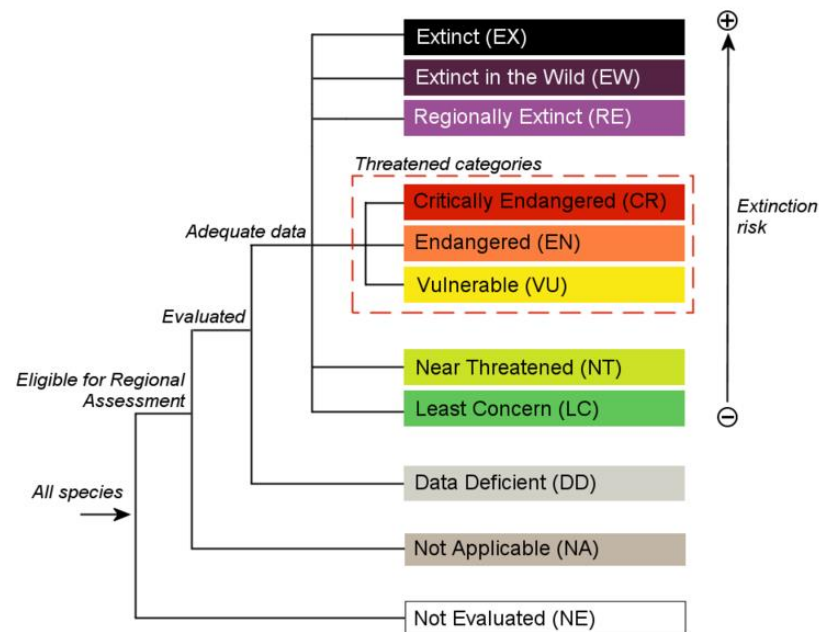 Extinct (EX)
Extinct in the Wild (EW)
Regionally Extinct (RE)
Threatened categories
Critically Endangered (CR)
Adequate data
Endangered (EN)
Vulnerable (VU)
Extinction
risk
Evaluated
Near Threatened (NT)
Eligible for Regional
Assessment
Least Concern (LC)
Data Deficient (DD)
All species
Not Applicable (NA)
Not Evaluated (NE)